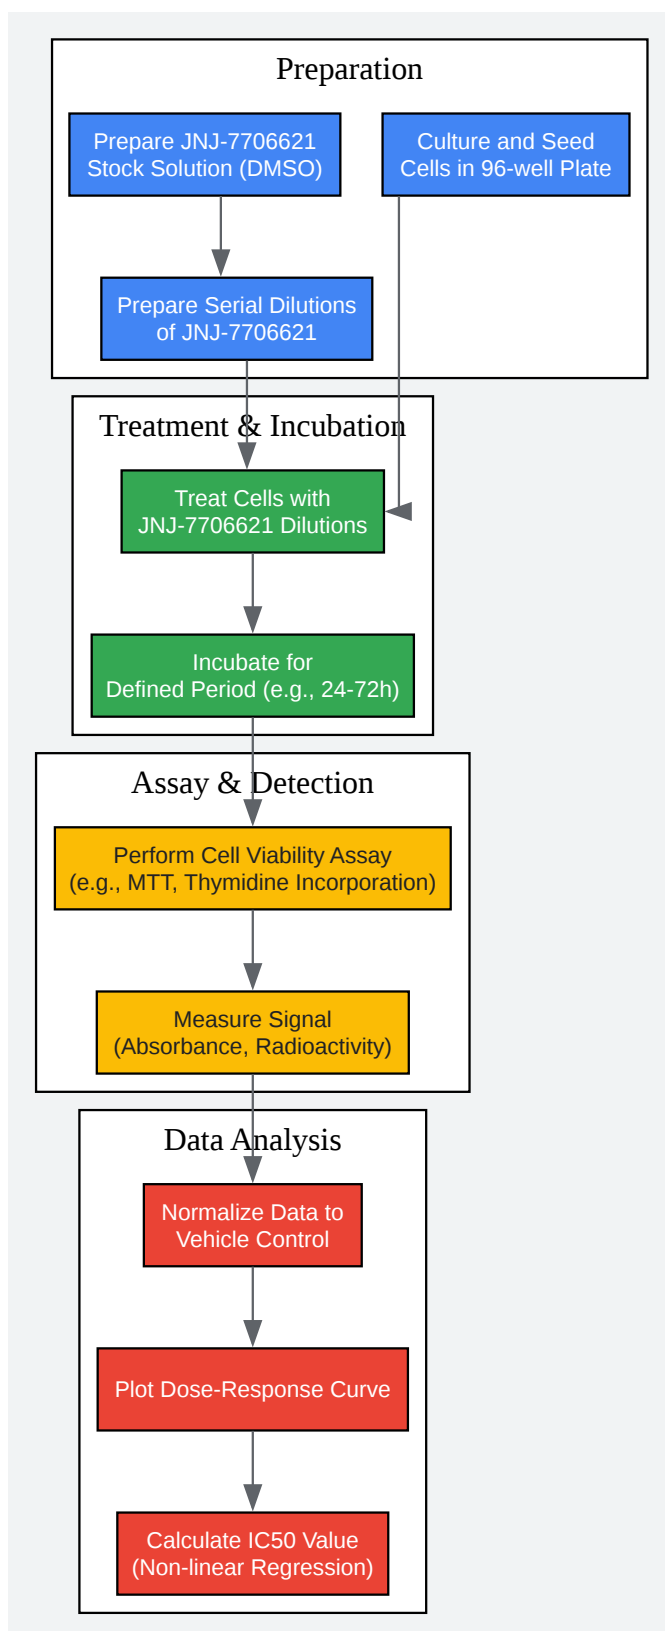 Preparation
Prepare JNJ-7706621
Stock Solution (DMSO)
Culture and Seed
Cells in 96-well Plate
Prepare Serial Dilutions
of JNJ-7706621
Treatment & Incubation
Treat Cells with
JNJ-7706621 Dilutions
Incubate for
Defined Period (e.g., 24-72h)
Assay & Detection
Perform Cell Viability Assay
(e.g., MTT, Thymidine Incorporation)
Measure Signal
(Absorbance, Radioactivity)
Data Analysis
Normalize Data to
Vehicle Control
Plot Dose-Response Curve
Calculate IC50 Value
(Non-linear Regression)